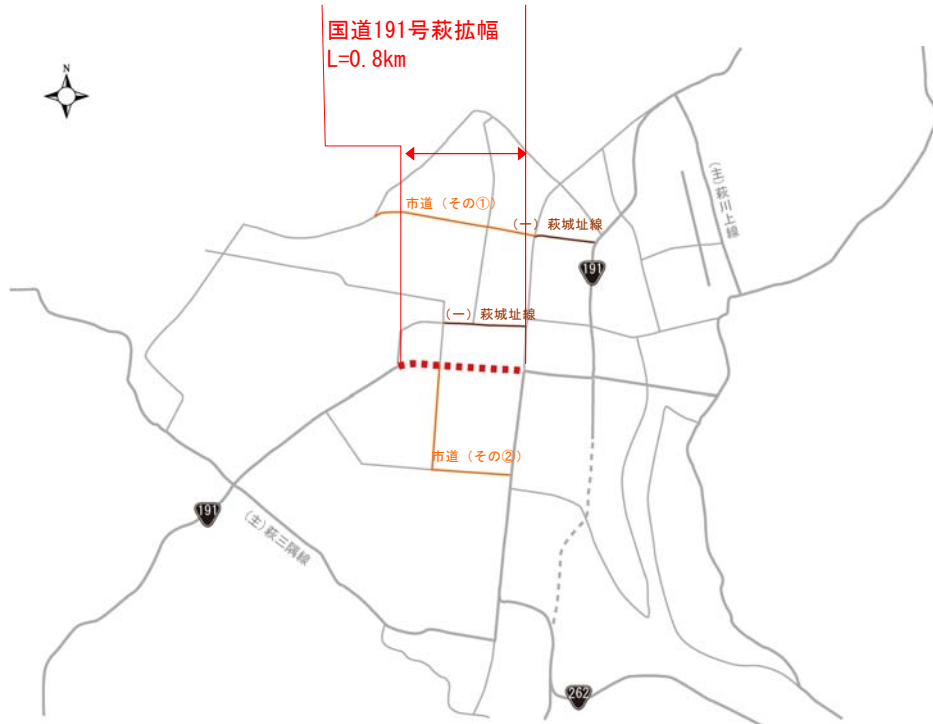 国道191号萩拡幅
L=0.8km
N
(主)萩川上線
市道（その①）
(一) 萩城址線
191
(一) 萩城址線
市道（その②）
191
(主)萩三隅線
262